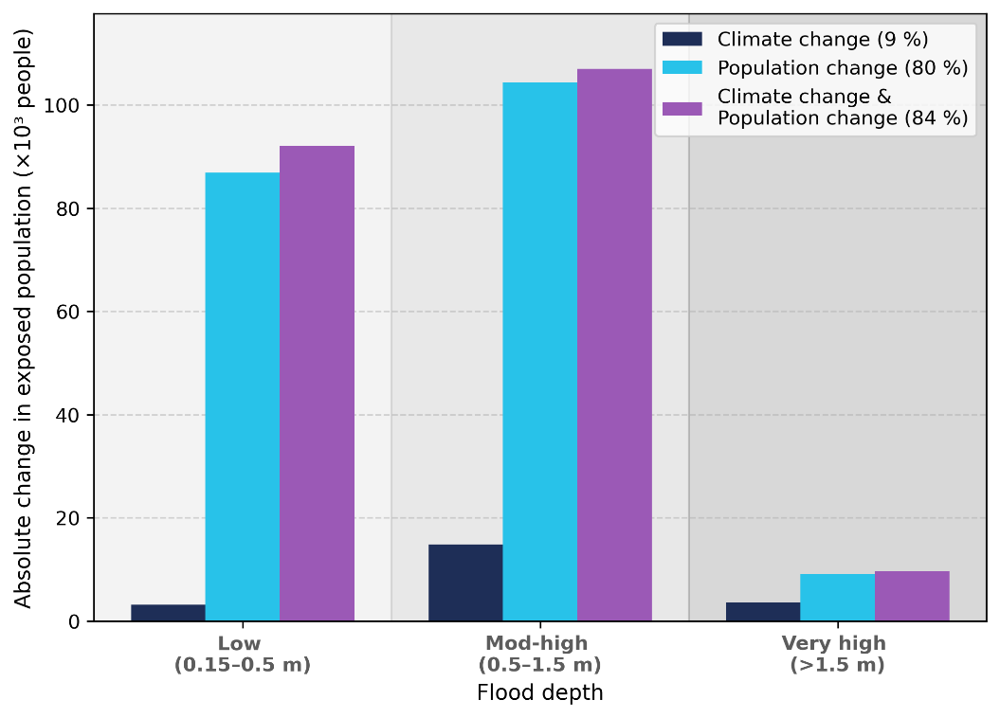 Absolute change in exposed population (×10³ people)
100
80
60
40
20
0
Climate change (9 %)
Population change (80 %)
Climate change &
Population change (84 %)
Low
(0.15–0.5 m)
Mod-high
(0.5–1.5 m)
Very high
(>1.5 m)
Flood depth